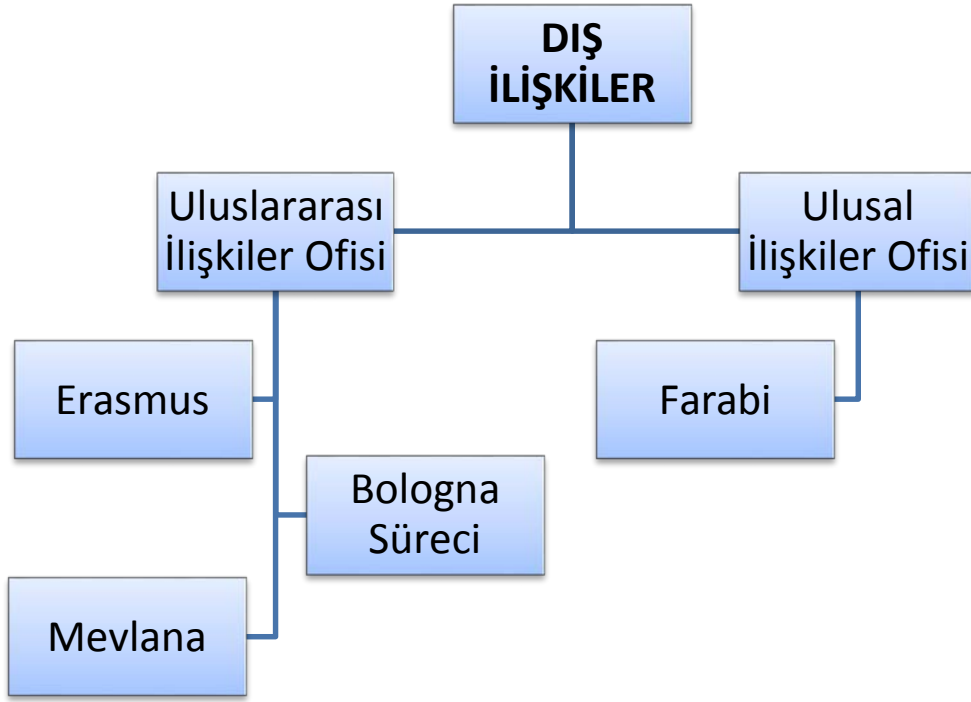 DIŞ
İLİŞKİLER
Uluslararası
İlişkiler Ofisi
Ulusal
İlişkiler Ofisi
Erasmus
Farabi
Bologna
Süreci
Mevlana